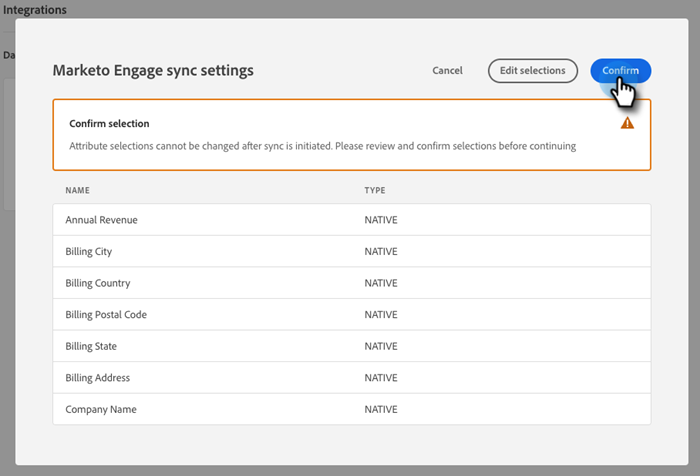 Integrations
Da
Marketo Engage sync settings
Cancel
Edit selections
Confirm
Confirm selection
Attribute selections cannot be changed after sync is initiated. Please review and confirm selections before continuing
NAME TYPE
Annual Revenue NATIVE
Billing City NATIVE
Billing Country NATIVE
Billing Postal Code NATIVE
Billing State NATIVE
Billing Address NATIVE
Company Name NATIVE